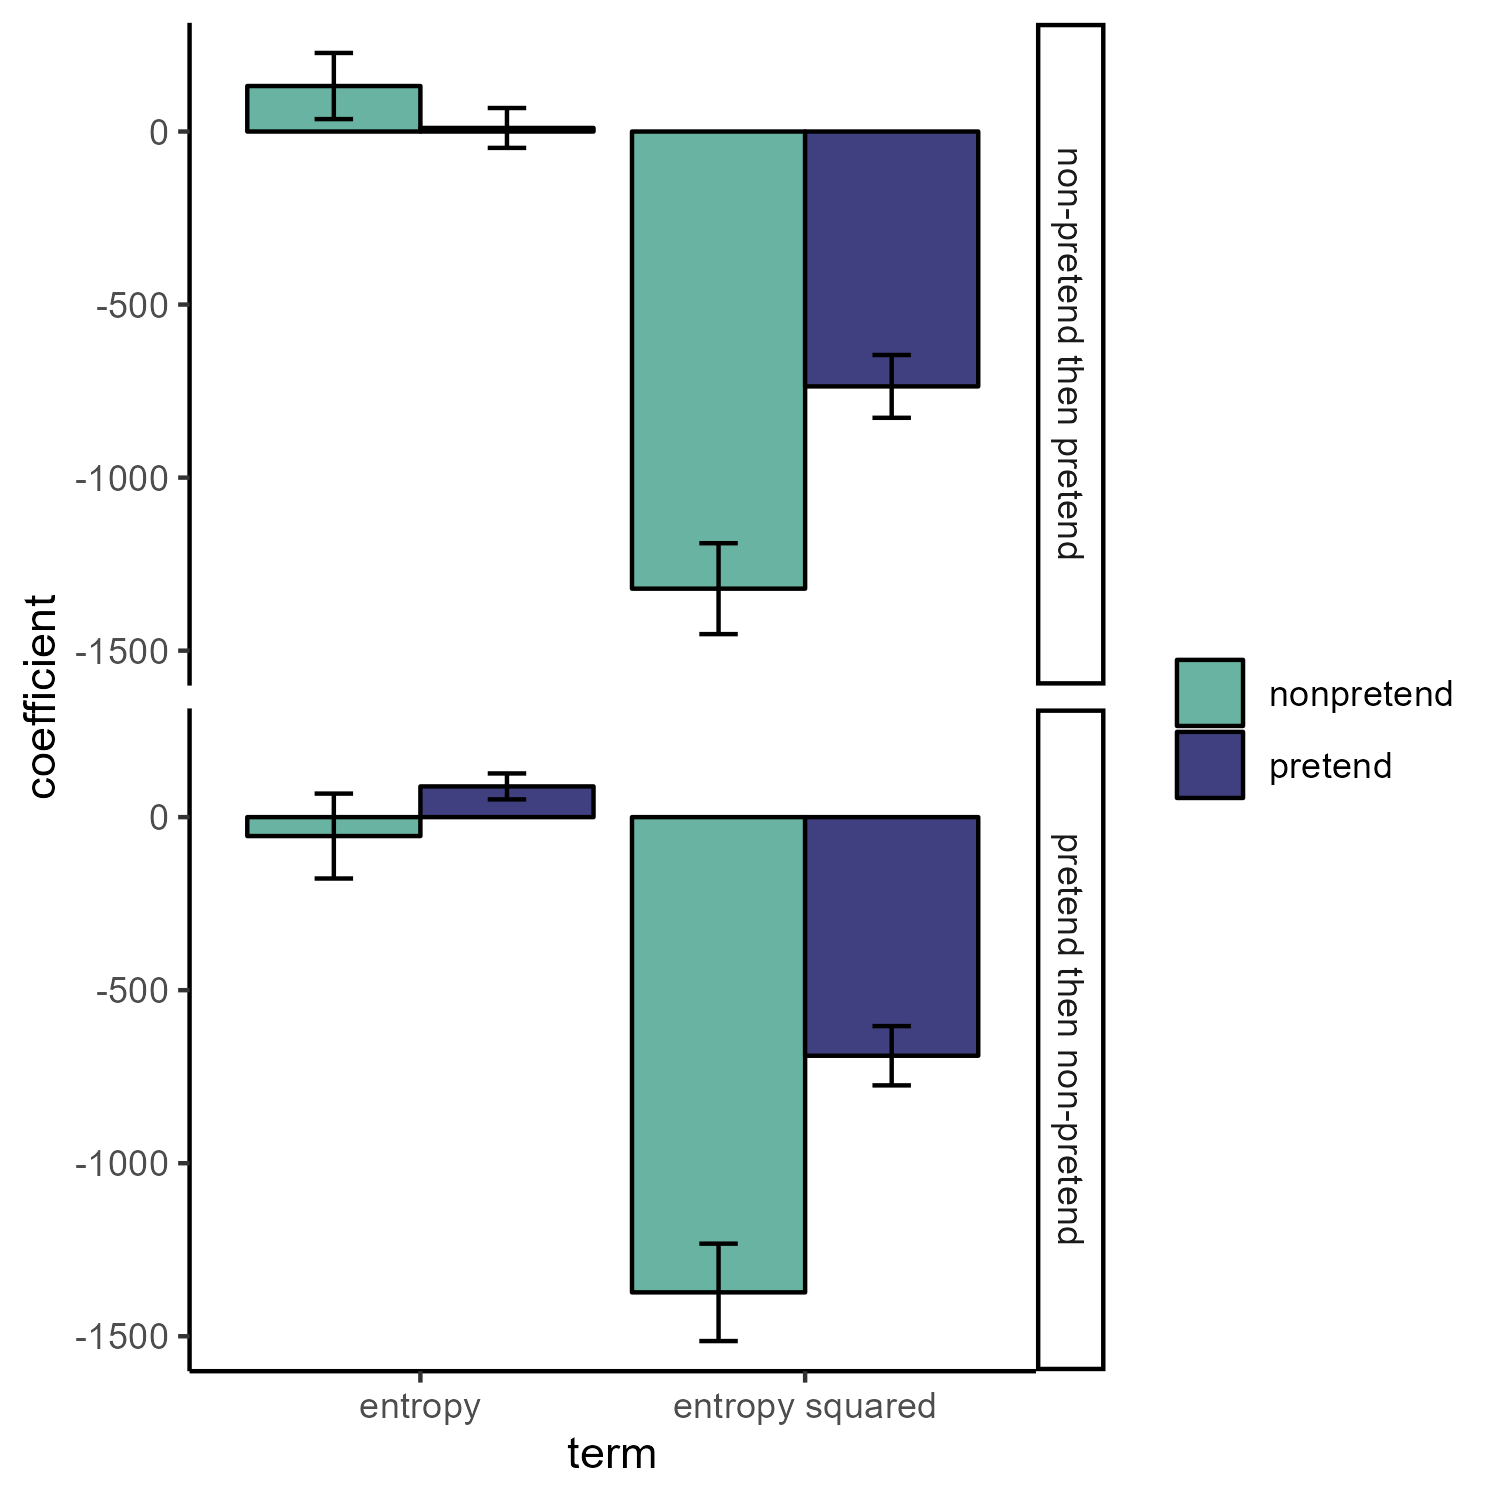 coefficient
0
-500
-1000
-1500
non-pretend then pretend
0
-500
-1000
-1500
pretend then non-pretend
entropy
entropy squared
term
nonpretend
pretend